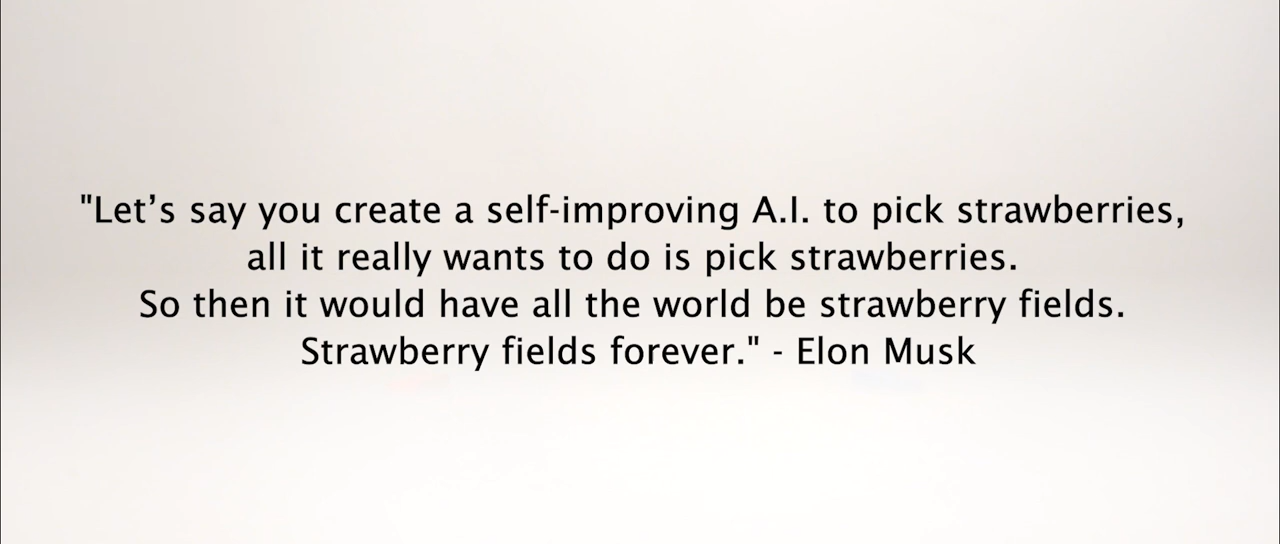 "Let’s say you create a self-improving A.I. to pick strawberries,
all it really wants to do is pick strawberries.
So then it would have all the world be strawberry fields.
Strawberry fields forever." - Elon Musk